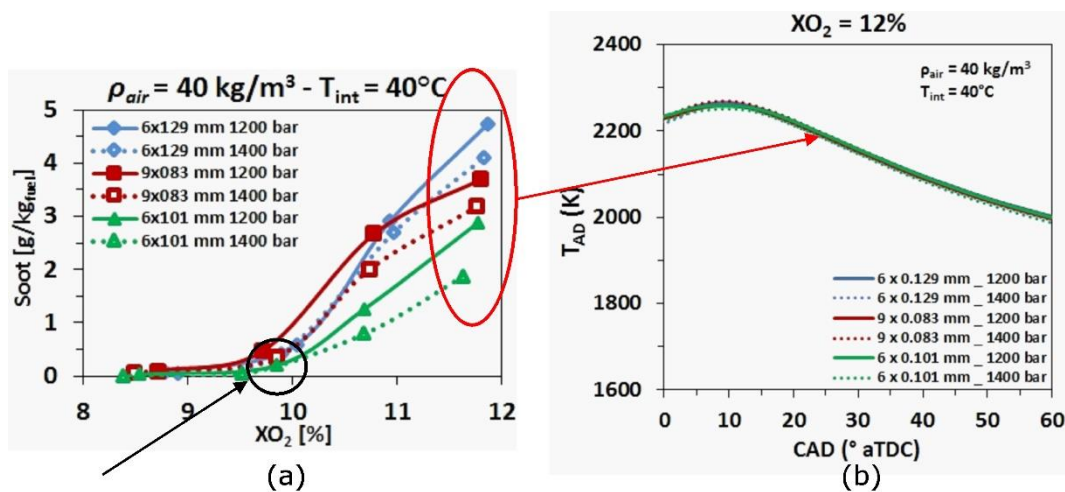 ρair = 40 kg/m³ - Tint = 40°C
Soot [g/kgfuel]
5
4
3
2
1
0
6x129 mm 1200 bar
6x129 mm 1400 bar
9x083 mm 1200 bar
9x083 mm 1400 bar
6x101 mm 1200 bar
6x101 mm 1400 bar
8 9 10 11 12
XO₂ [%]
(a)
XO₂ = 12%
TAD (K)
2400
2200
2000
1800
1600
ρair = 40 kg/m³
Tint = 40°C
6 x 0.129 mm _ 1200 bar
6 x 0.129 mm _ 1400 bar
9 x 0.083 mm _ 1200 bar
9 x 0.083 mm _ 1400 bar
6 x 0.101 mm _ 1200 bar
6 x 0.101 mm _ 1400 bar
0 10 20 30 40 50 60
CAD (° aTDC)
(b)